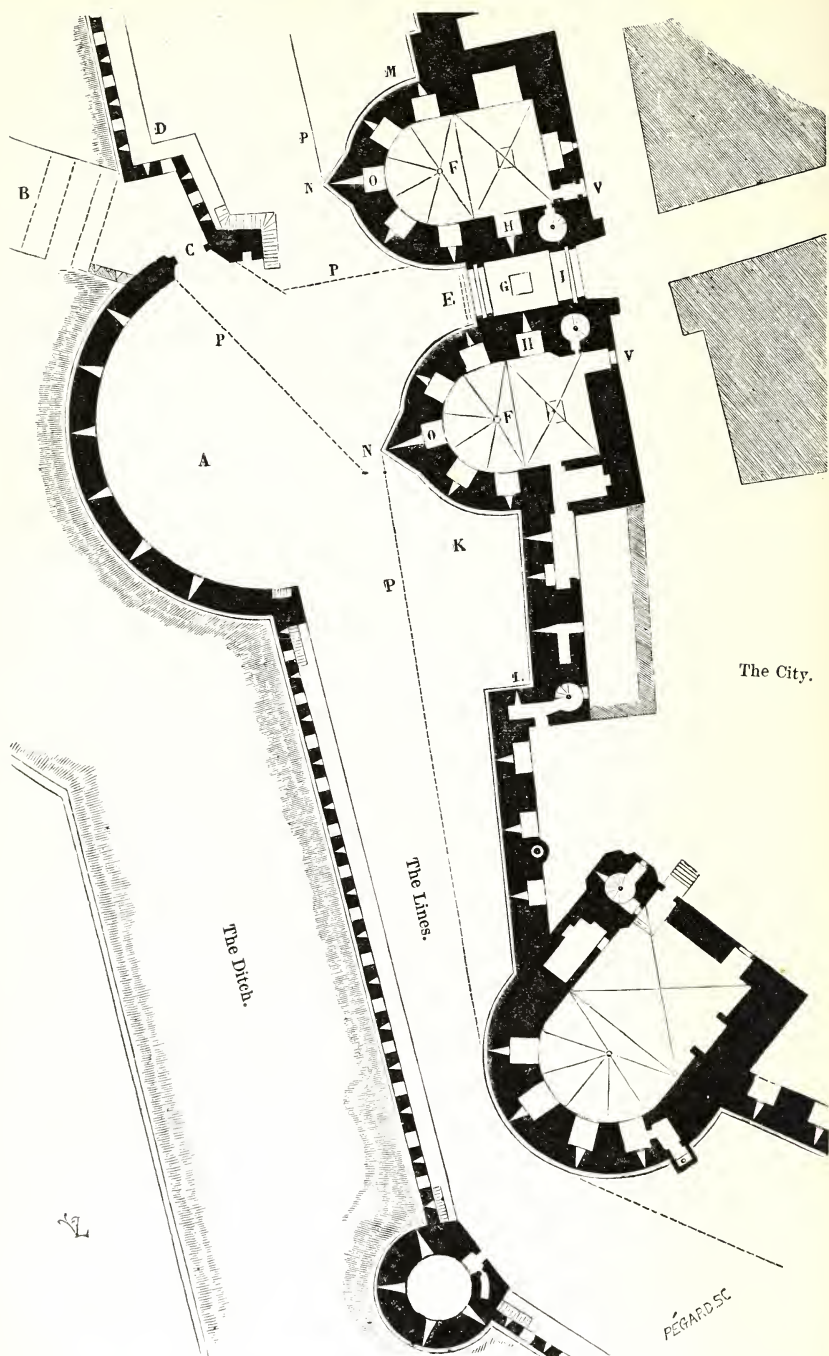 M
D
P
B
N
O
F
V
H
C
P
E
G
I
P
H
V
F
N
O
A
K
P
The City.
L
The Lines.
The Ditch.
PÉGARD SC